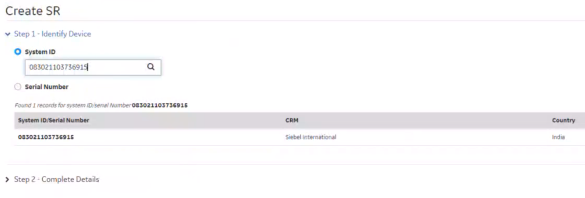 Create SR
Step 1 - Identify Device
System ID
083021103736915
Serial Number
Found 1 records for system ID/serial Number 083021103736915
System ID/Serial Number CRM Country
083021103736915 Siebel International India
Step 2 - Complete Details